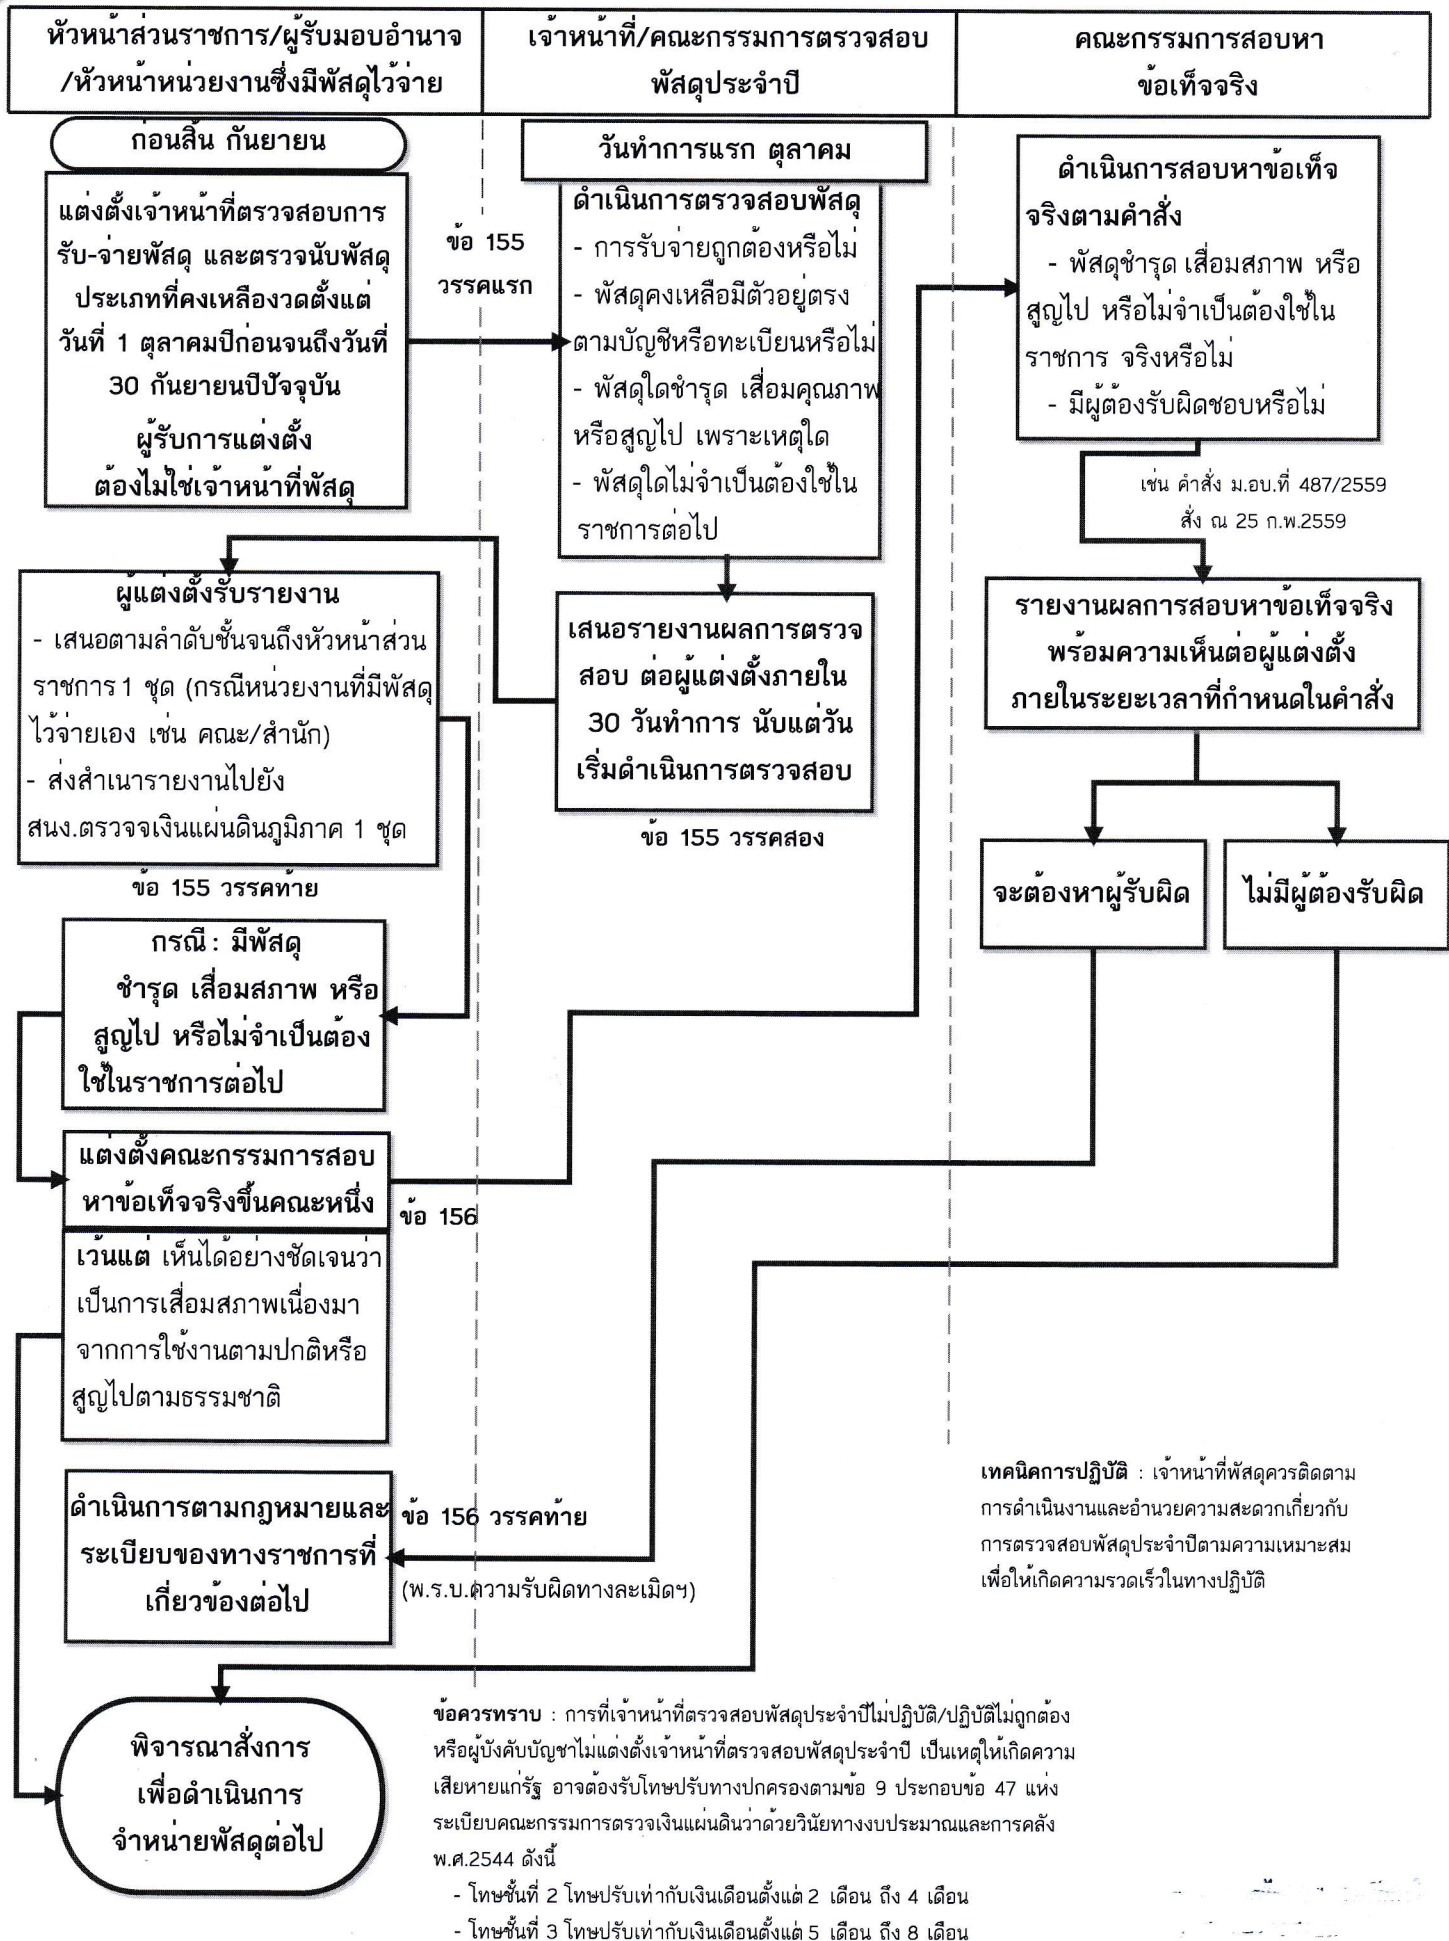 หัวหน้าส่วนราชการ/ผู้รับมอบอำนาจ
/หัวหน้าหน่วยงานซึ่งมีพัสดุไว้จ่าย
เจ้าหน้าที่/คณะกรรมการตรวจสอบ
พัสดุประจำปี
คณะกรรมการสอบหา
ข้อเท็จจริง
ก่อนสิ้น กันยายน
แต่งตั้งเจ้าหน้าที่ตรวจสอบการ
รับ-จ่ายพัสดุ และตรวจนับพัสดุ
ประเภทที่คงเหลืองวดตั้งแต่
วันที่ 1 ตุลาคมปีก่อนจนถึงวันที่
30 กันยายนปีปัจจุบัน
ผู้รับการแต่งตั้ง
ต้องไม่ใช่เจ้าหน้าที่พัสดุ
ข้อ 155
วรรคแรก
วันทำการแรก ตุลาคม
ดำเนินการตรวจสอบพัสดุ
- การรับจ่ายถูกต้องหรือไม่
- พัสดุคงเหลือมีตัวอยู่ตรง
ตามบัญชีหรือทะเบียนหรือไม่
- พัสดุใดชำรุด เสื่อมคุณภาพ
หรือสูญไป เพราะเหตุใด
- พัสดุใดไม่จำเป็นต้องใช้ใน
ราชการต่อไป
ดำเนินการสอบหาข้อเท็จ
จริงตามคำสั่ง
- พัสดุชำรุด เสื่อมสภาพ หรือ
สูญไป หรือไม่จำเป็นต้องใช้ใน
ราชการ จริงหรือไม่
- มีผู้ต้องรับผิดชอบหรือไม่
เช่น คำสั่ง ม.อบ.ที่ 487/2559
สั่ง ณ 25 ก.พ.2559
ผู้แต่งตั้งรับรายงาน
- เสนอตามลำดับชั้นจนถึงหัวหน้าส่วน
ราชการ 1 ชุด (กรณีหน่วยงานที่มีพัสดุ
ไว้จ่ายเอง เช่น คณะ/สำนัก)
- ส่งสำเนารายงานไปยัง
สนง.ตรวจจเงินแผ่นดินภูมิภาค 1 ชุด
ข้อ 155 วรรคท้าย
เสนอรายงานผลการตรวจ
สอบ ต่อผู้แต่งตั้งภายใน
30 วันทำการ นับแต่วัน
เริ่มดำเนินการตรวจสอบ
ข้อ 155 วรรคสอง
รายงานผลการสอบหาข้อเท็จจริง
พร้อมความเห็นต่อผู้แต่งตั้ง
ภายในระยะเวลาที่กำหนดในคำสั่ง
จะต้องหาผู้รับผิด
ไม่มีผู้ต้องรับผิด
กรณี : มีพัสดุ
ชำรุด เสื่อมสภาพ หรือ
สูญไป หรือไม่จำเป็นต้อง
ใช้ในราชการต่อไป
แต่งตั้งคณะกรรมการสอบ
หาข้อเท็จจริงขึ้นคณะหนึ่ง
ข้อ 156
เว้นแต่ เห็นได้อย่างชัดเจนว่า
เป็นการเสื่อมสภาพเนื่องมา
จากการใช้งานตามปกติหรือ
สูญไปตามธรรมชาติ
ดำเนินการตามกฎหมายและ
ระเบียบของทางราชการที่
เกี่ยวข้องต่อไป
ข้อ 156 วรรคท้าย
(พ.ร.บ.ความรับผิดทางละเมิดฯ)
เทคนิคการปฏิบัติ : เจ้าหน้าที่พัสดุควรติดตาม
การดำเนินงานและอำนวยความสะดวกเกี่ยวกับ
การตรวจสอบพัสดุประจำปีตามความเหมาะสม
เพื่อให้เกิดความรวดเร็วในทางปฏิบัติ
พิจารณาสั่งการ
เพื่อดำเนินการ
จำหน่ายพัสดุต่อไป
ข้อควรทราบ : การที่เจ้าหน้าที่ตรวจสอบพัสดุประจำปีไม่ปฏิบัติ/ปฏิบัติไม่ถูกต้อง
หรือผู้บังคับบัญชาไม่แต่งตั้งเจ้าหน้าที่ตรวจสอบพัสดุประจำปี เป็นเหตุให้เกิดความ
เสียหายแก่รัฐ อาจต้องรับโทษปรับทางปกครองตามข้อ 9 ประกอบข้อ 47 แห่ง
ระเบียบคณะกรรมการตรวจเงินแผ่นดินว่าด้วยวินัยทางงบประมาณและการคลัง
พ.ศ.2544 ดังนี้
- โทษชั้นที่ 2 โทษปรับเท่ากับเงินเดือนตั้งแต่ 2 เดือน ถึง 4 เดือน
- โทษชั้นที่ 3 โทษปรับเท่ากับเงินเดือนตั้งแต่ 5 เดือน ถึง 8 เดือน